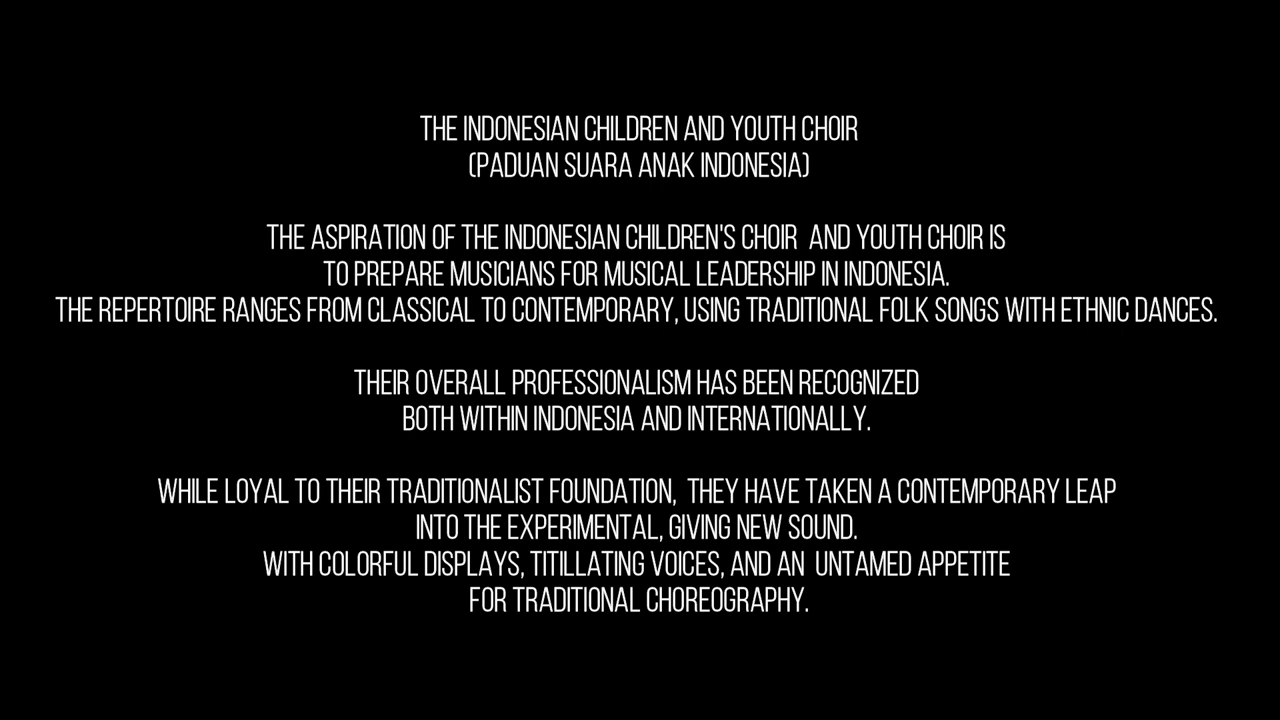 THE INDONESIAN CHILDREN AND YOUTH CHOIR
(PADUAN SUARA ANAK INDONESIA)
THE ASPIRATION OF THE INDONESIAN CHILDREN'S CHOIR AND YOUTH CHOIR IS
TO PREPARE MUSICIANS FOR MUSICAL LEADERSHIP IN INDONESIA.
THE REPERTOIRE RANGES FROM CLASSICAL TO CONTEMPORARY, USING TRADITIONAL FOLK SONGS WITH ETHNIC DANCES.
THEIR OVERALL PROFESSIONALISM HAS BEEN RECOGNIZED
BOTH WITHIN INDONESIA AND INTERNATIONALLY.
WHILE LOYAL TO THEIR TRADITIONALIST FOUNDATION, THEY HAVE TAKEN A CONTEMPORARY LEAP
INTO THE EXPERIMENTAL, GIVING NEW SOUND.
WITH COLORFUL DISPLAYS, TITILLATING VOICES, AND AN UNTAMED APPETITE
FOR TRADITIONAL CHOREOGRAPHY.